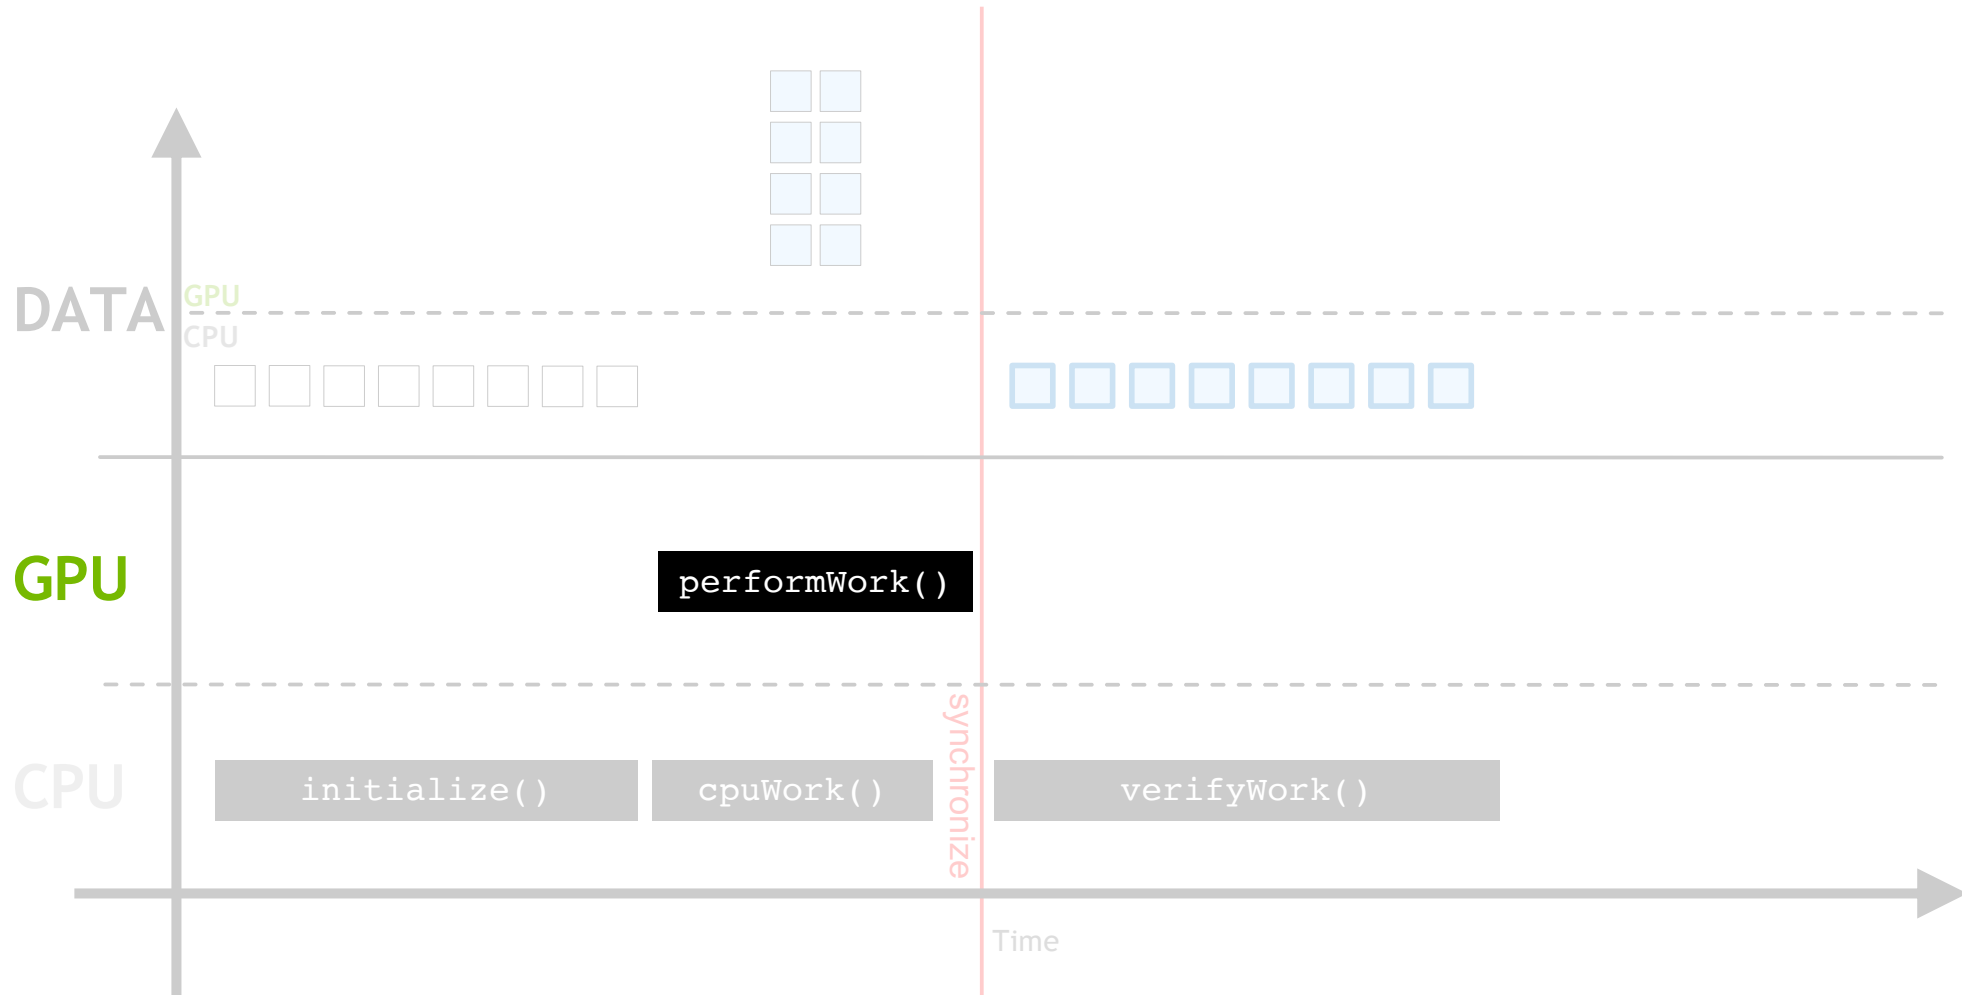 DATA
GPU
CPU
GPU
performWork()
synchronize
CPU
initialize()
cpuWork()
verifyWork()
Time